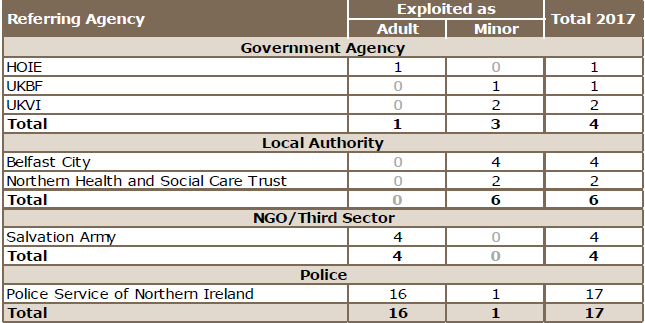 Referring Agency Exploited as Total 2017
Adult Minor
Government Agency
HOIE 1 0 1
UKBF 0 1 1
UKVI 0 2 2
Total 1 3 4
Local Authority
Belfast City 0 4 4
Northern Health and Social Care Trust 0 2 2
Total 0 6 6
NGO/Third Sector
Salvation Army 4 0 4
Total 4 0 4
Police
Police Service of Northern Ireland 16 1 17
Total 16 1 17